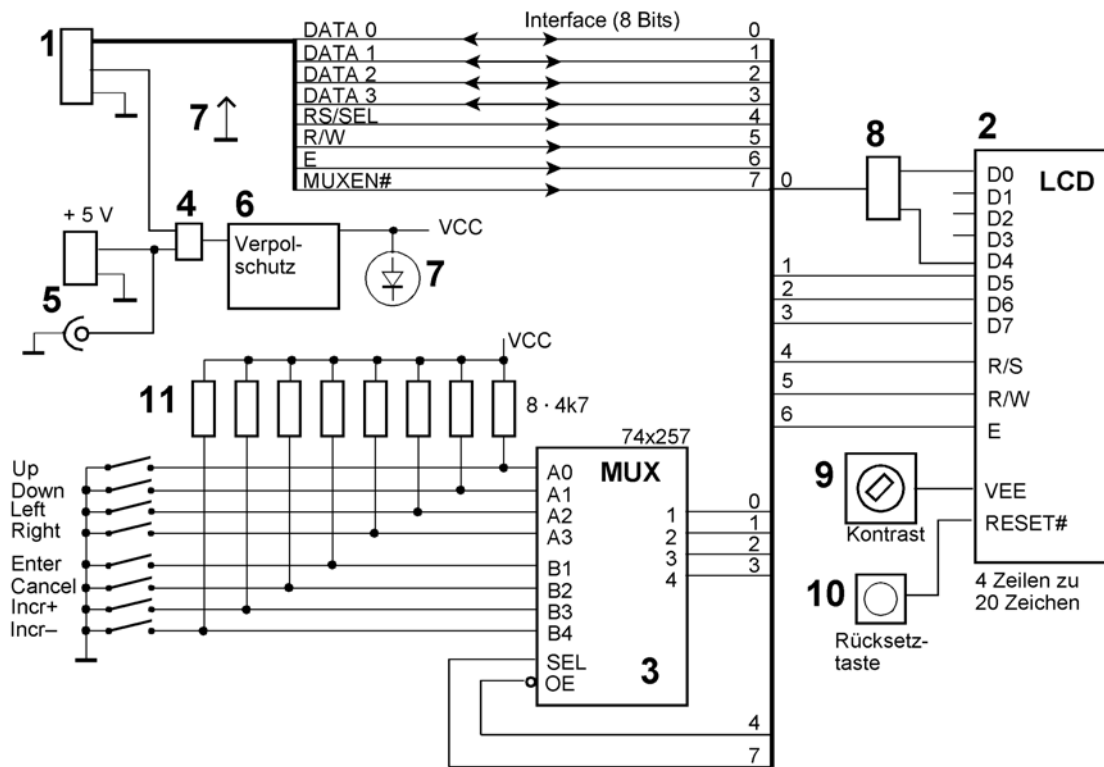 Interface (8 Bits)
1
DATA 0
0
DATA 1
1
DATA 2
2
DATA 3
3
RS/SEL
4
R/W
5
E
6
MUXEN#
7
7
0
8
2
LCD
D0
D1
D2
D3
D4
D5
D6
D7
R/S
R/W
E
VEE
RESET#
1
2
3
4
5
6
+ 5 V
5
4
6
Verpol-
schutz
VCC
7
VCC
11
8 · 4k7
74x257
MUX
Up
Down
Left
Right
Enter
Cancel
Incr+
Incr–
A0
A1
A2
A3
B1
B2
B3
B4
SEL
OE
3
1
2
3
4
0
1
2
3
4
7
9
Kontrast
10
Rücksetz-
taste
4 Zeilen zu
20 Zeichen